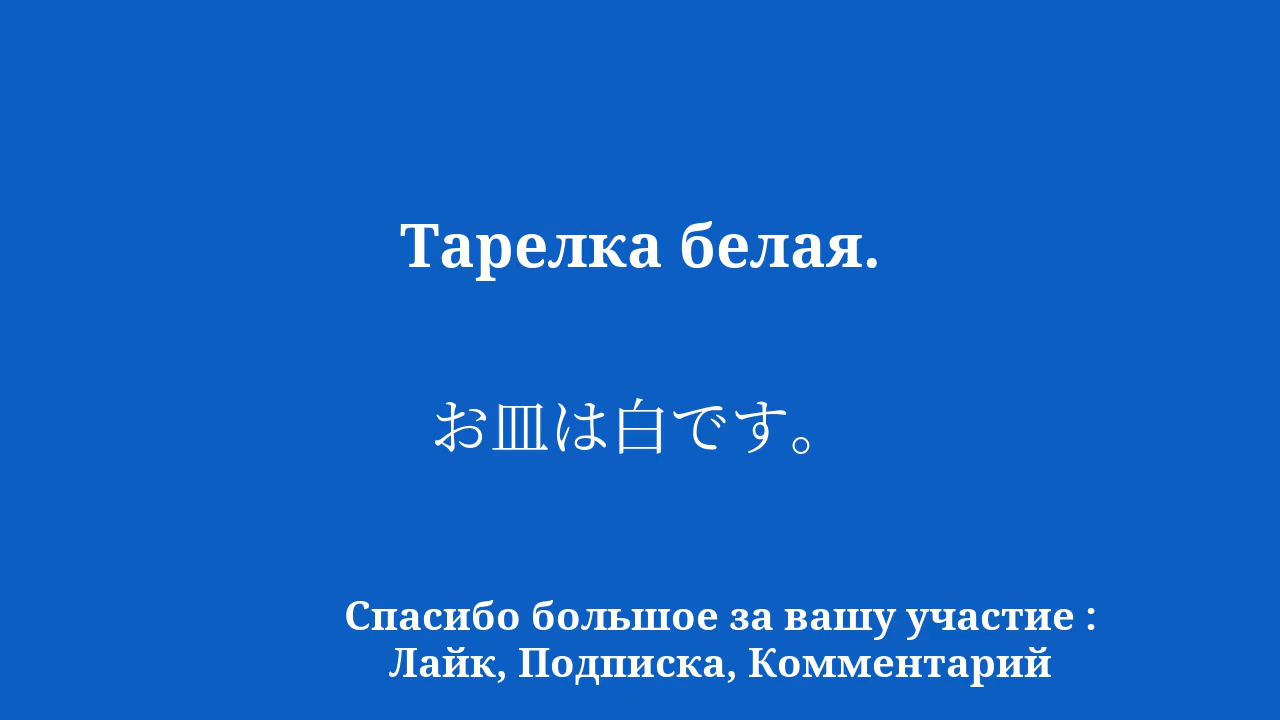 Тарелка белая.
お皿は白です。
Спасибо большое за вашу участие :
Лайк, Подписка, Комментарий